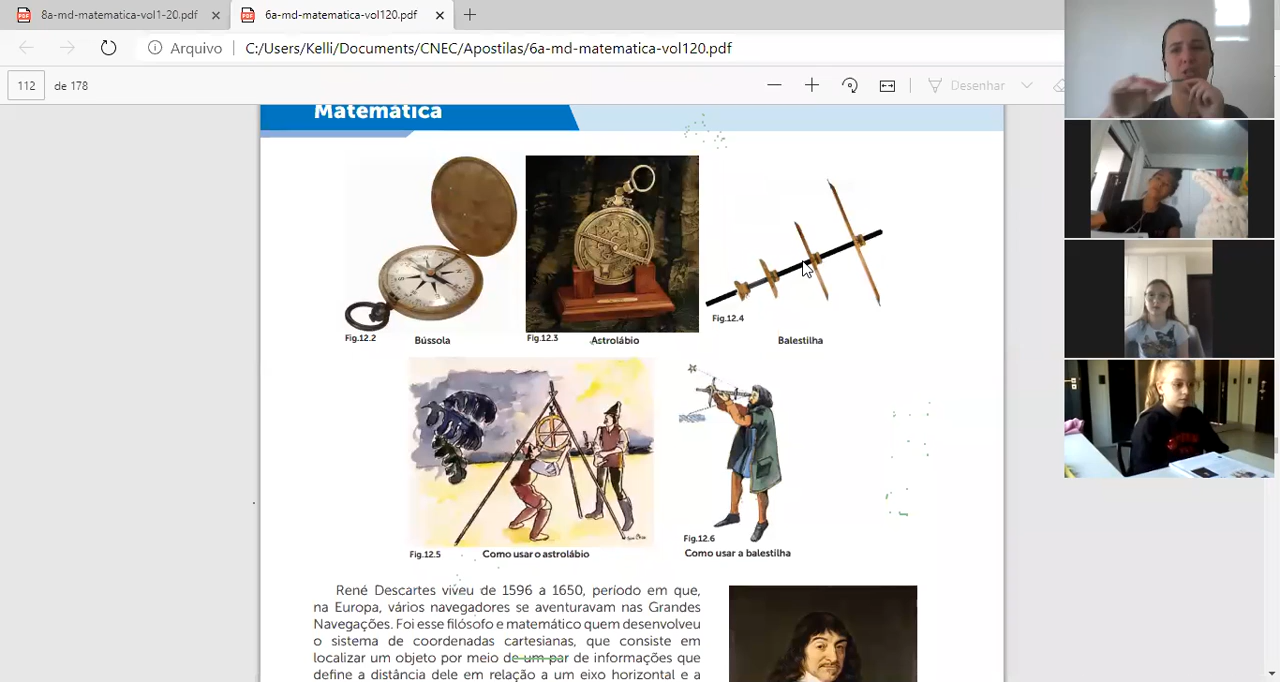 8a-md-matematica-vol1-20.pdf
6a-md-matematica-vol120.pdf
Arquivo
C:/Users/Kelli/Documents/CNEC/Apostilas/6a-md-matematica-vol120.pdf
112 de 178
Desenhar
Matemática
Fig.12.2 Bússola
Fig.12.3 Astrolábio
Fig.12.4
Balestilha
Fig.12.5 Como usar o astrolábio
Fig.12.6
Como usar a balestilha
René Descartes viveu de 1596 a 1650, período em que,
na Europa, vários navegadores se aventuravam nas Grandes
Navegações. Foi esse filósofo e matemático quem desenvolveu
o sistema de coordenadas cartesianas, que consiste em
localizar um objeto por meio de um par de informações que
define a distância dele em relação a um eixo horizontal e a